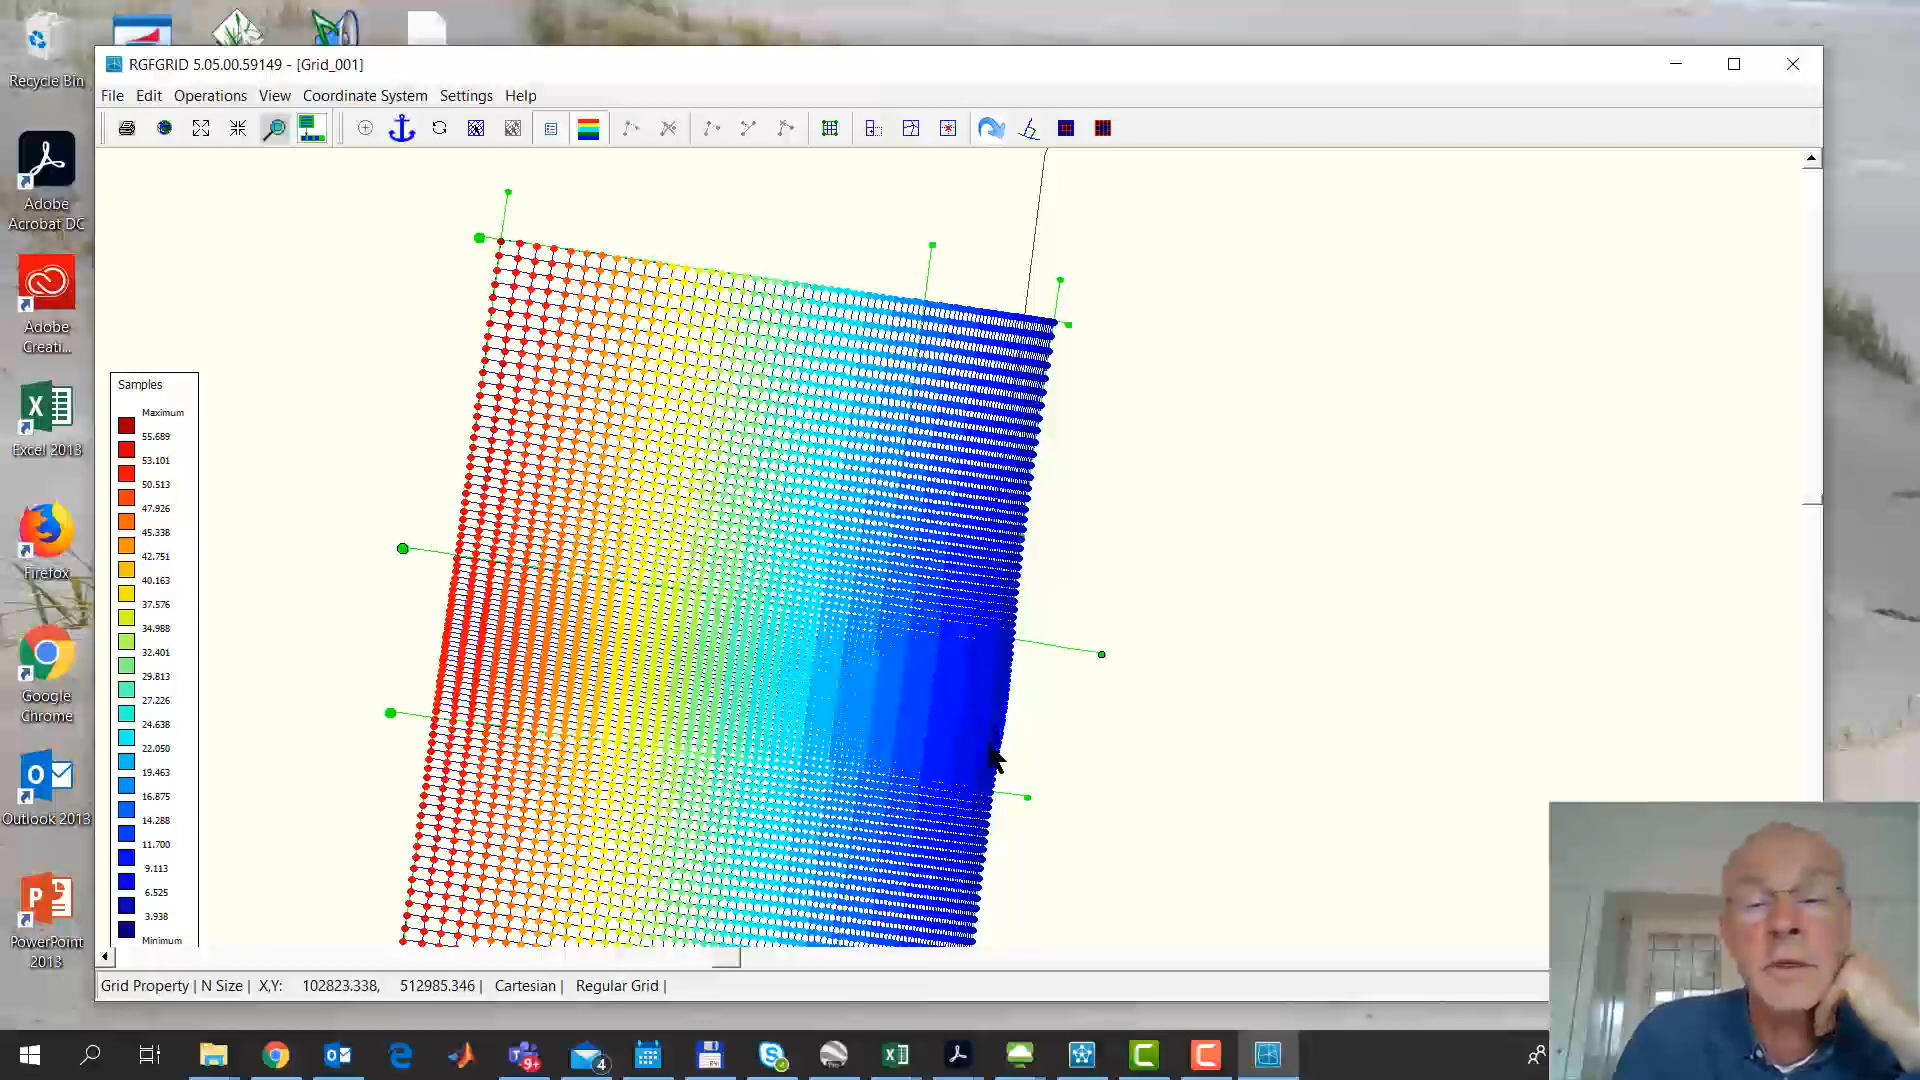 RGFGRID 5.05.00.59149 - [Grid_001]
File Edit Operations View Coordinate System Settings Help
Recycle Bin
Adobe
Acrobat DC
Adobe
Creati...
Excel 2013
Firefox
Google
Chrome
Outlook 2013
PowerPoint
2013
Samples
Maximum
55.689
53.101
50.513
47.926
45.338
42.751
40.163
37.576
34.988
32.401
29.813
27.226
24.638
22.050
19.463
16.875
14.288
11.700
9.113
6.525
3.938
Minimum
Grid Property | N Size | X,Y: 102823.338, 512985.346 | Cartesian | Regular Grid |
9+
4